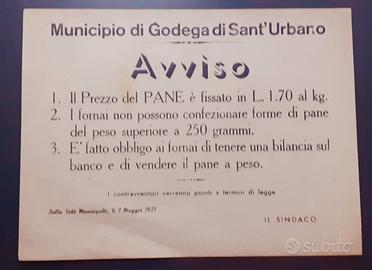 Municipio di Godega di Sant'Urbano
Avviso
1. Il Prezzo del PANE è fissato in L. 1.70 al kg.
2. I fornai non possono confezionare forme di pane
del peso superiore a 250 grammi.
3. E' fatto obbligo ai fornai di tenere una bilancia sul
banco e di vendere il pane a peso.
I contravventori verranno puniti a termini di legge
Dalla Sede Municipale, li 1 Maggio 1921
IL SINDACO
subito